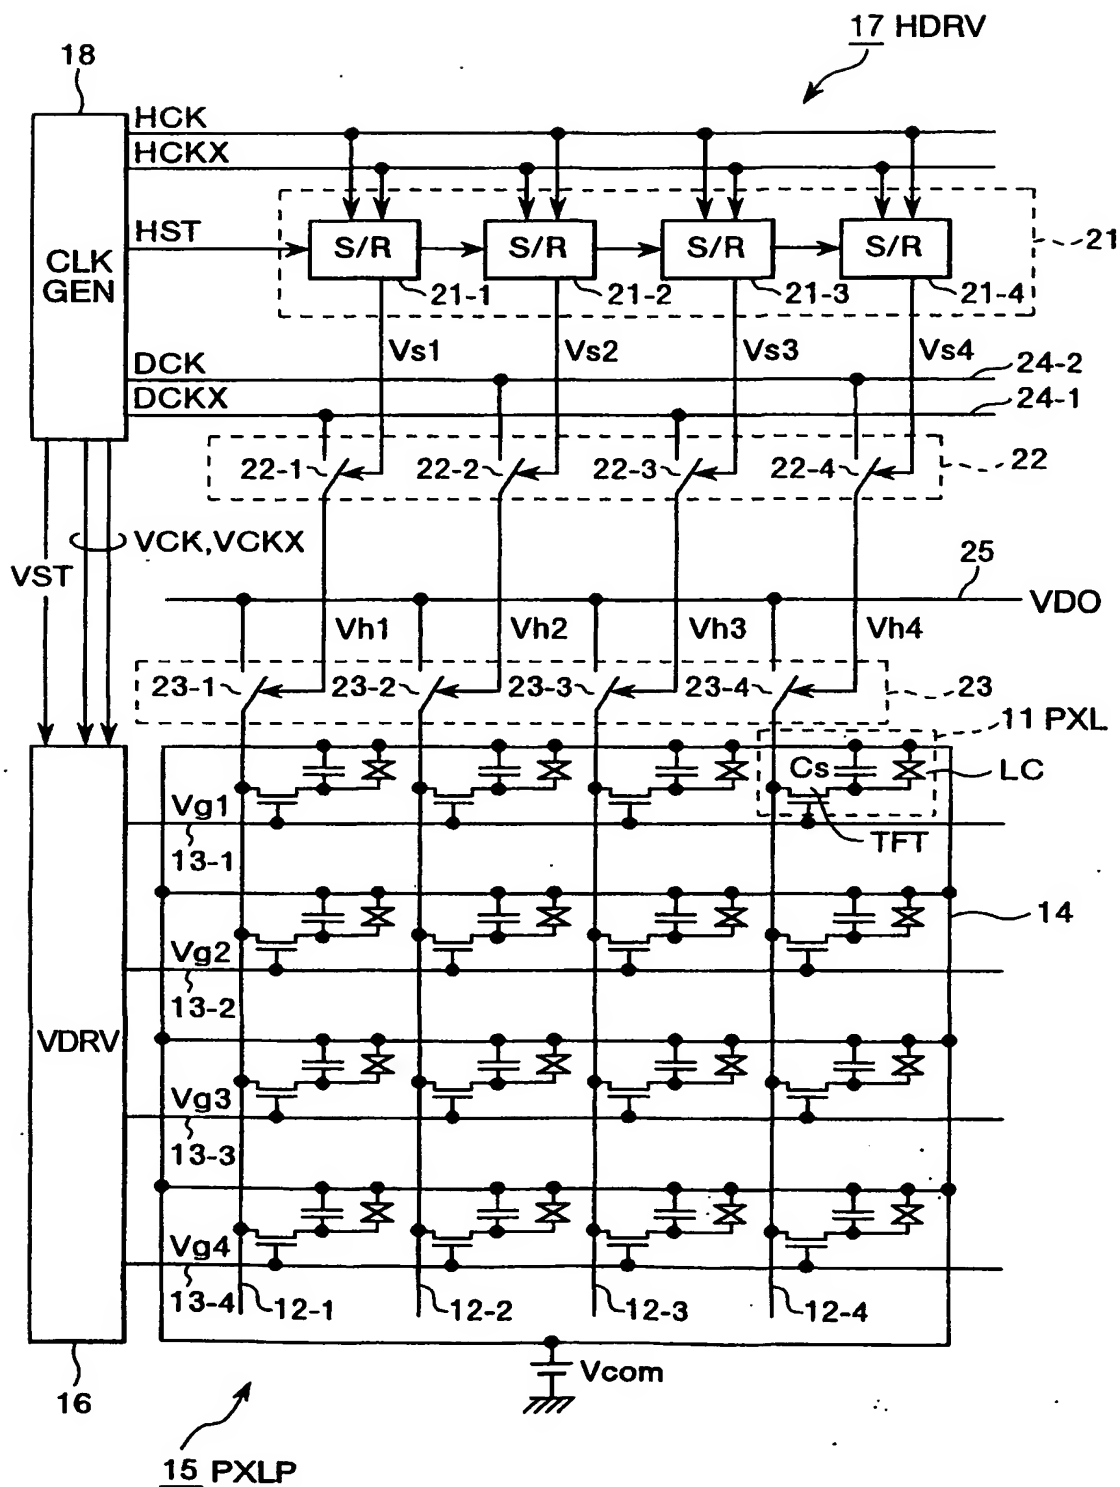 17 HDRV
18
HCK
HCKX
HST
CLK
GEN
S/R S/R S/R S/R
21
21-1 21-2 21-3 21-4
Vs1 Vs2 Vs3 Vs4
DCK
24-2
DCKX
24-1
22-1 22-2 22-3 22-4 22
VCK,VCKX
VST
25
VDO
Vh1 Vh2 Vh3 Vh4
23-1 23-2 23-3 23-4 23
11 PXL
Cs
LC
Vg1
TFT
13-1
14
Vg2
13-2
VDRV
Vg3
13-3
Vg4
13-4
12-1 12-2 12-3 12-4
Vcom
16
15 PXLP